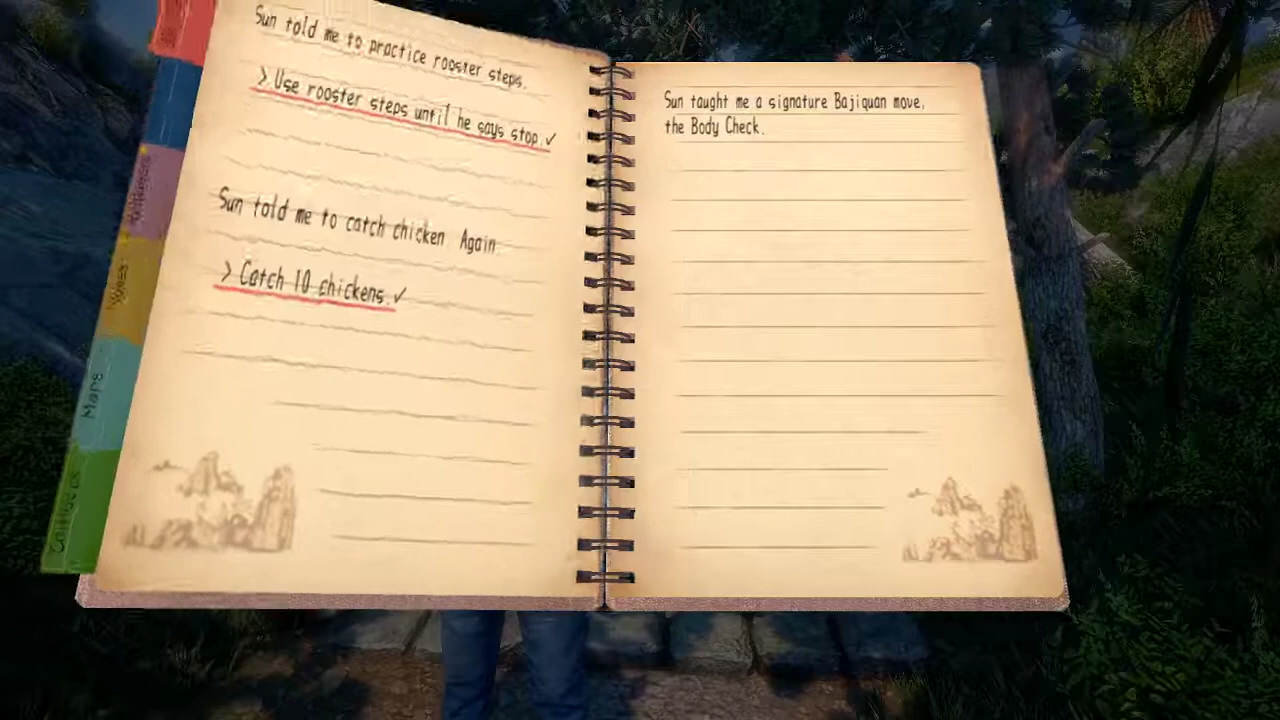 Sun told me to practice rooster steps.
> Use rooster steps until he says stop. ✓
Sun told me to catch chicken. Again.
> Catch 10 chickens. ✓
Maps
Sun taught me a signature Bajiquan move,
the Body Check.